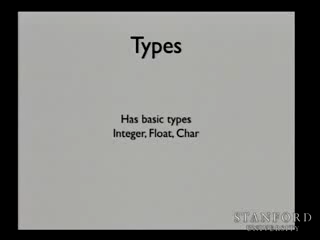 Types
Has basic types
Integer, Float, Char
STANFORD
UNIVERSITY